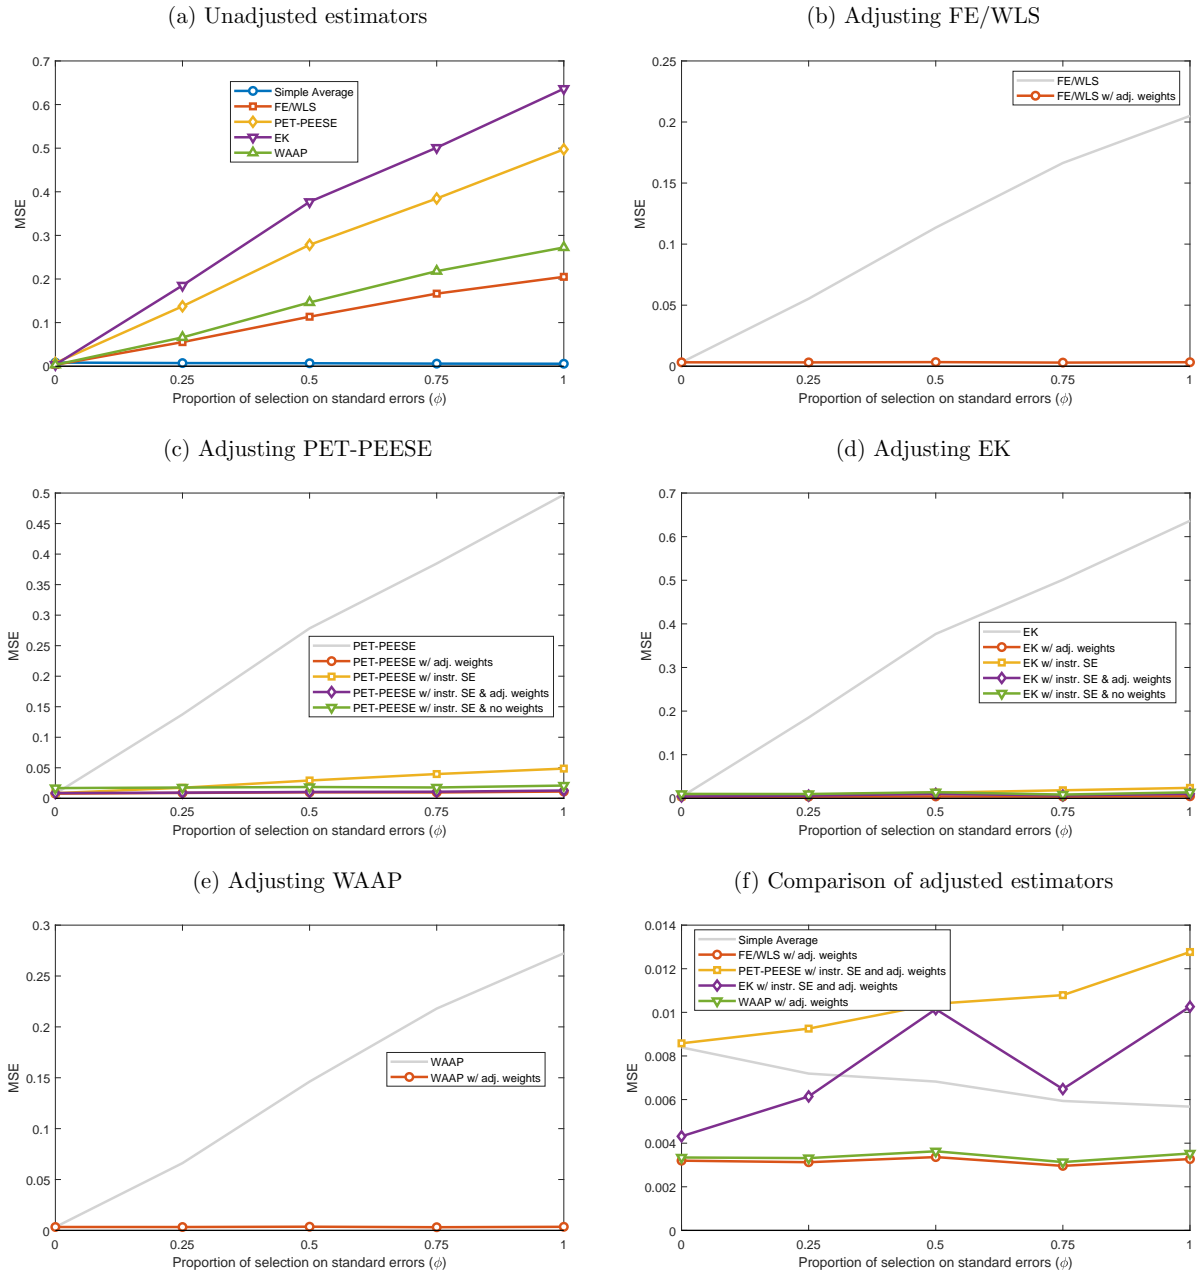 (a) Unadjusted estimators
0.7
0.6
0.5
0.4
0.3
0.2
0.1
0
MSE
Simple Average
FE/WLS
PET-PEESE
EK
WAAP
0 0.25 0.5 0.75 1
Proportion of selection on standard errors (ϕ)
(b) Adjusting FE/WLS
0.25
0.2
0.15
0.1
0.05
0
MSE
FE/WLS
FE/WLS w/ adj. weights
0 0.25 0.5 0.75 1
Proportion of selection on standard errors (ϕ)
(c) Adjusting PET-PEESE
0.5
0.45
0.4
0.35
0.3
0.25
0.2
0.15
0.1
0.05
0
MSE
PET-PEESE
PET-PEESE w/ adj. weights
PET-PEESE w/ instr. SE
PET-PEESE w/ instr. SE & adj. weights
PET-PEESE w/ instr. SE & no weights
0 0.25 0.5 0.75 1
Proportion of selection on standard errors (ϕ)
(d) Adjusting EK
0.7
0.6
0.5
0.4
0.3
0.2
0.1
0
MSE
EK
EK w/ adj. weights
EK w/ instr. SE
EK w/ instr. SE & adj. weights
EK w/ instr. SE & no weights
0 0.25 0.5 0.75 1
Proportion of selection on standard errors (ϕ)
(e) Adjusting WAAP
0.3
0.25
0.2
0.15
0.1
0.05
0
MSE
WAAP
WAAP w/ adj. weights
0 0.25 0.5 0.75 1
Proportion of selection on standard errors (ϕ)
(f) Comparison of adjusted estimators
0.014
0.012
0.01
0.008
0.006
0.004
0.002
0
MSE
Simple Average
FE/WLS w/ adj. weights
PET-PEESE w/ instr. SE and adj. weights
EK w/ instr. SE and adj. weights
WAAP w/ adj. weights
0 0.25 0.5 0.75 1
Proportion of selection on standard errors (ϕ)